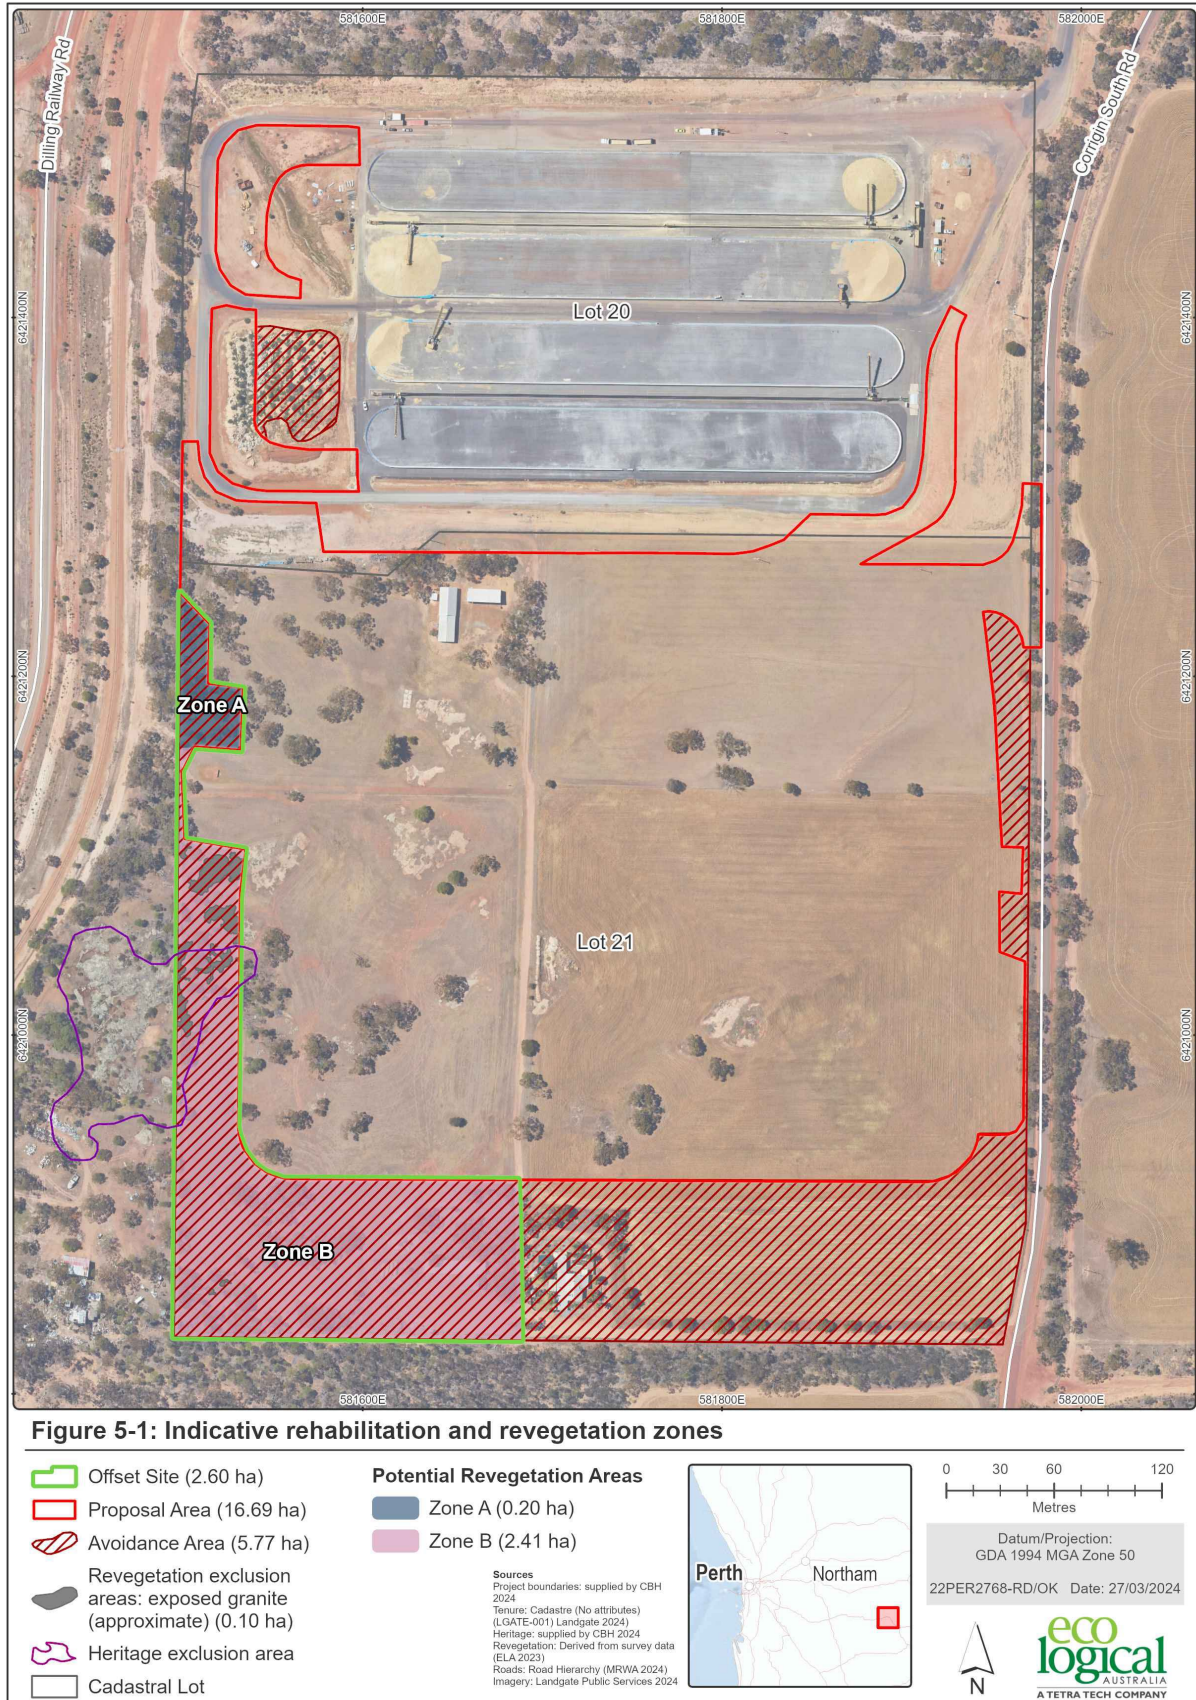 581600E
581800E
582000E
Dilling Railway Rd
Corrigin South Rd
6421400N
Lot 20
6421400N
6421200N
Zone A
6421200N
Lot 21
6421000N
6421000N
Zone B
581600E
581800E
582000E
Figure 5-1: Indicative rehabilitation and revegetation zones
Offset Site (2.60 ha)
Proposal Area (16.69 ha)
Avoidance Area (5.77 ha)
Revegetation exclusion
areas: exposed granite
(approximate) (0.10 ha)
Heritage exclusion area
Cadastral Lot
Potential Revegetation Areas
Zone A (0.20 ha)
Zone B (2.41 ha)
Sources
Project boundaries: supplied by CBH
2024
Tenure: Cadastre (No attributes)
(LGATE-001) Landgate 2024)
Heritage: supplied by CBH 2024
Revegetation: Derived from survey data
(ELA 2023)
Roads: Road Hierarchy (MRWA 2024)
Imagery: Landgate Public Services 2024
Perth
Northam
0 30 60 120
Metres
Datum/Projection:
GDA 1994 MGA Zone 50
22PER2768-RD/OK Date: 27/03/2024
N
eco
logical
AUSTRALIA
A TETRA TECH COMPANY